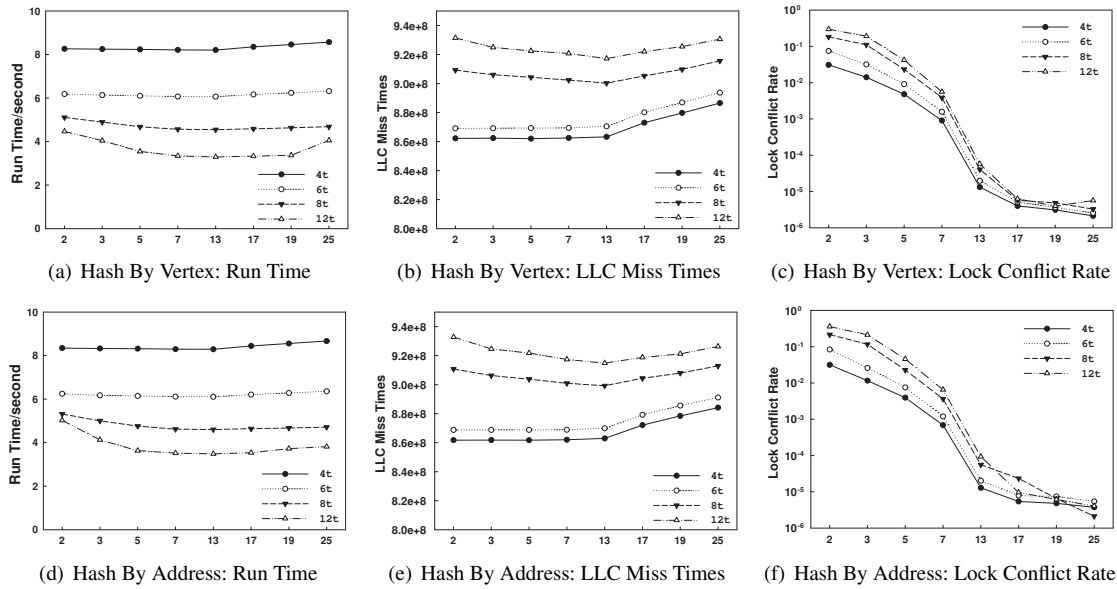 10
8
6
4
2
0
Run Time/second
4t
6t
8t
12t
2 3 5 7 13 17 19 25
(a) Hash By Vertex: Run Time
9.4e+8
9.2e+8
9.0e+8
8.8e+8
8.6e+8
8.4e+8
8.2e+8
8.0e+8
LLC Miss Times
4t
6t
8t
12t
2 3 5 7 13 17 19 25
(b) Hash By Vertex: LLC Miss Times
10^0
10^-1
10^-2
10^-3
10^-4
10^-5
10^-6
Lock Conflict Rate
4t
6t
8t
12t
2 3 5 7 13 17 19 25
(c) Hash By Vertex: Lock Conflict Rate
10
8
6
4
2
0
Run Time/second
4t
6t
8t
12t
2 3 5 7 13 17 19 25
(d) Hash By Address: Run Time
9.4e+8
9.2e+8
9.0e+8
8.8e+8
8.6e+8
8.4e+8
8.2e+8
8.0e+8
LLC Miss Times
4t
6t
8t
12t
2 3 5 7 13 17 19 25
(e) Hash By Address: LLC Miss Times
10^0
10^-1
10^-2
10^-3
10^-4
10^-5
10^-6
Lock Conflict Rate
4t
6t
8t
12t
2 3 5 7 13 17 19 25
(f) Hash By Address: Lock Conflict Rate